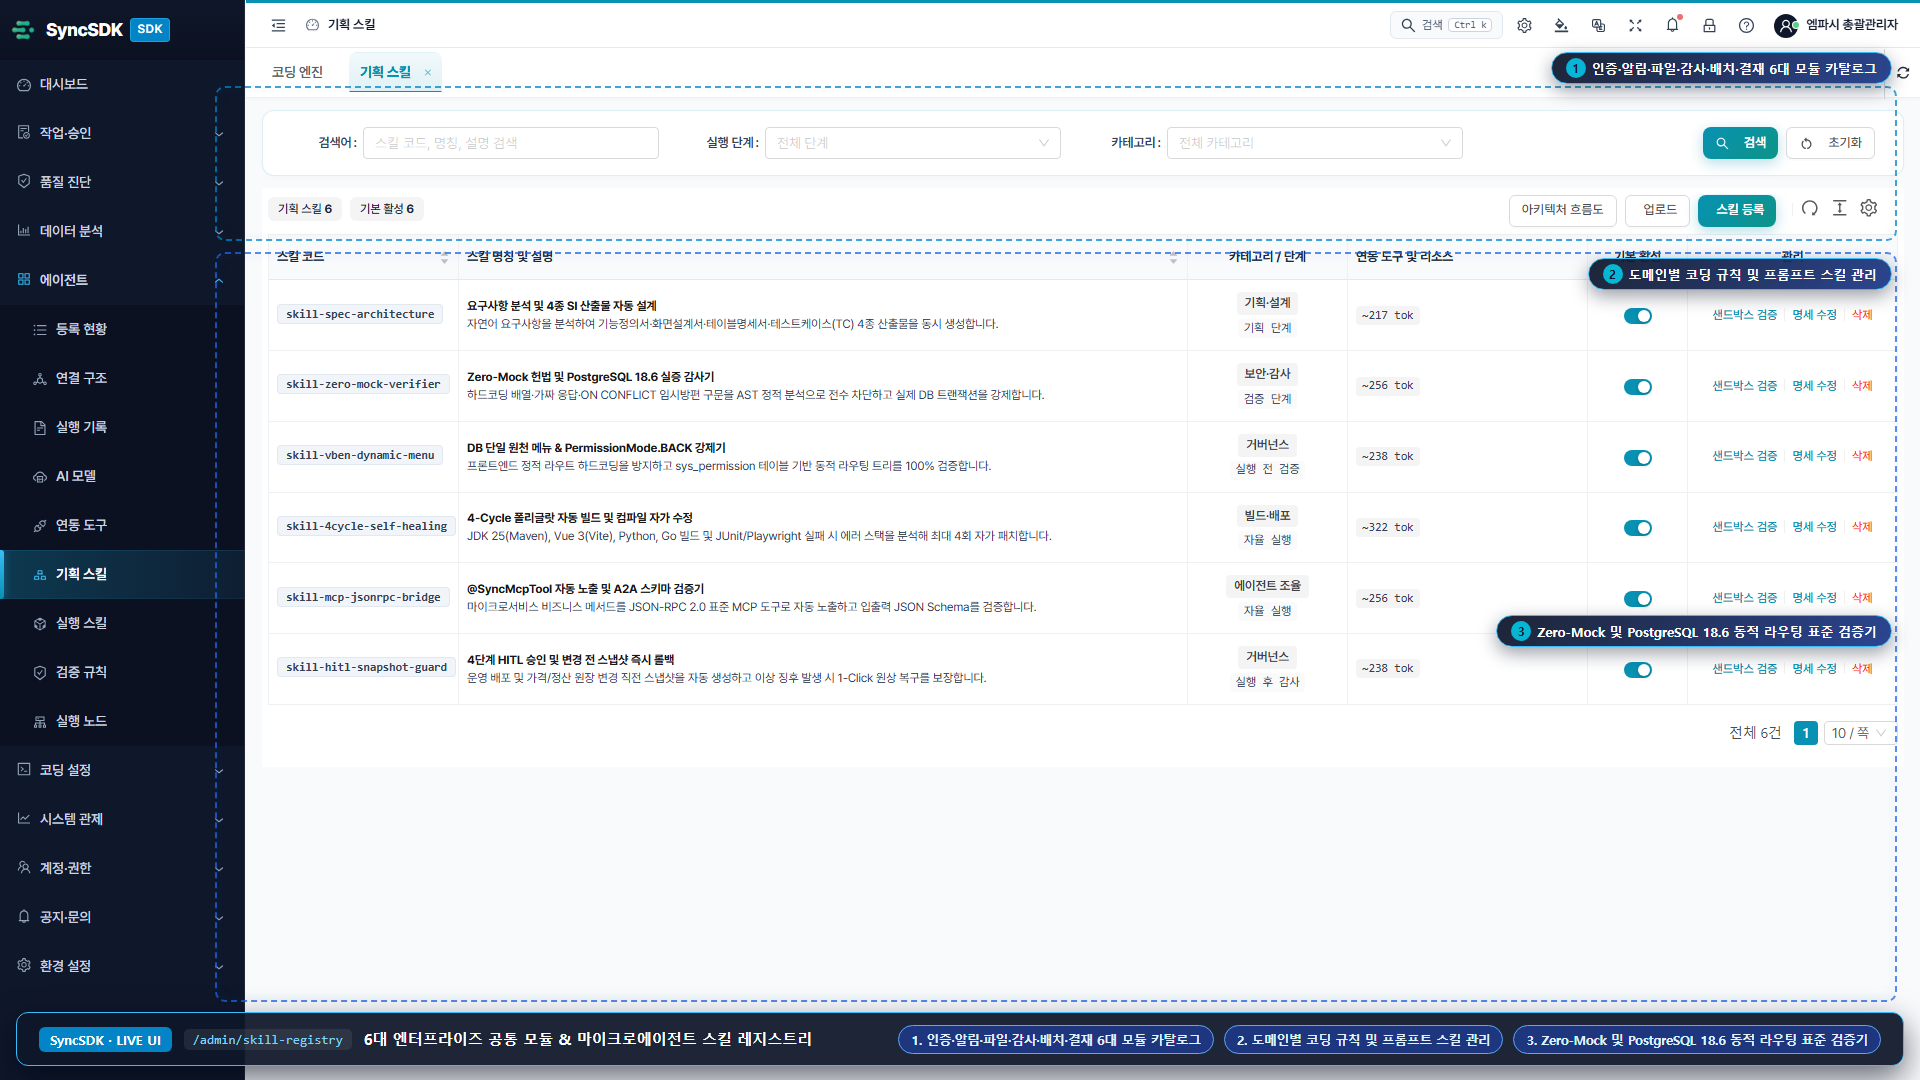 SyncSDK SDK
기획 스킬
검색 Ctrl k
엠파시 총괄관리자
대시보드
작업·승인
품질 진단
데이터 분석
에이전트
등록 현황
연결 구조
실행 기록
AI 모델
연동 도구
기획 스킬
실행 스킬
검증 규칙
실행 노드
코딩 설정
시스템 관제
계정·권한
공지·문의
환경 설정
코딩 엔진
기획 스킬 ×
1 인증·알림·파일·감사·배치·결재 6대 모듈 카탈로그
검색어: 스킬 코드, 명칭, 설명 검색
실행 단계: 전체 단계
카테고리: 전체 카테고리
검색
초기화
기획 스킬 6
기본 활성 6
아키텍처 흐름도
업로드
스킬 등록
스킬 코드
스킬 명칭 및 설명
카테고리 / 단계
연동 도구 및 리소스
기본 활성
관리
2 도메인별 코딩 규칙 및 프롬프트 스킬 관리
skill-spec-architecture
요구사항 분석 및 4종 SI 산출물 자동 설계
자연어 요구사항을 분석하여 기능정의서·화면설계서·테이블명세서·테스트케이스(TC) 4종 산출물을 동시 생성합니다.
기획·설계
기획 단계
~217 tok
샌드박스 검증 명세 수정 삭제
skill-zero-mock-verifier
Zero-Mock 헌법 및 PostgreSQL 18.6 실증 감사기
하드코딩 배열·가짜 응답·ON CONFLICT 임시방편 구문을 AST 정적 분석으로 전수 차단하고 실제 DB 트랜잭션을 강제합니다.
보안·감사
검증 단계
~256 tok
샌드박스 검증 명세 수정 삭제
skill-vben-dynamic-menu
DB 단일 원천 메뉴 & PermissionMode.BACK 강제기
프론트엔드 정적 라우트 하드코딩을 방지하고 sys_permission 테이블 기반 동적 라우팅 트리를 100% 검증합니다.
거버넌스
실행 전 검증
~238 tok
샌드박스 검증 명세 수정 삭제
skill-4cycle-self-healing
4-Cycle 폴리글랏 자동 빌드 및 컴파일 자가 수정
JDK 25(Maven), Vue 3(Vite), Python, Go 빌드 및 JUnit/Playwright 실패 시 에러 스택을 분석해 최대 4회 자가 패치합니다.
빌드·배포
자율 실행
~322 tok
샌드박스 검증 명세 수정 삭제
skill-mcp-jsonrpc-bridge
@SyncMcpTool 자동 노출 및 A2A 스키마 검증기
마이크로서비스 비즈니스 메서드를 JSON-RPC 2.0 표준 MCP 도구로 자동 노출하고 입출력 JSON Schema를 검증합니다.
에이전트 조율
자율 실행
~256 tok
샌드박스 검증 명세 수정 삭제
3 Zero-Mock 및 PostgreSQL 18.6 동적 라우팅 표준 검증기
skill-hitl-snapshot-guard
4단계 HITL 승인 및 변경 전 스냅샷 즉시 롤백
운영 배포 및 가격/정산 원장 변경 직전 스냅샷을 자동 생성하고 이상 징후 발생 시 1-Click 원상 복구를 보장합니다.
거버넌스
실행 후 감사
~238 tok
샌드박스 검증 명세 수정 삭제
전체 6건 1 10 / 쪽
SyncSDK · LIVE UI
/admin/skill-registry
6대 엔터프라이즈 공통 모듈 & 마이크로에이전트 스킬 레지스트리
1. 인증·알림·파일·감사·배치·결재 6대 모듈 카탈로그
2. 도메인별 코딩 규칙 및 프롬프트 스킬 관리
3. Zero-Mock 및 PostgreSQL 18.6 동적 라우팅 표준 검증기